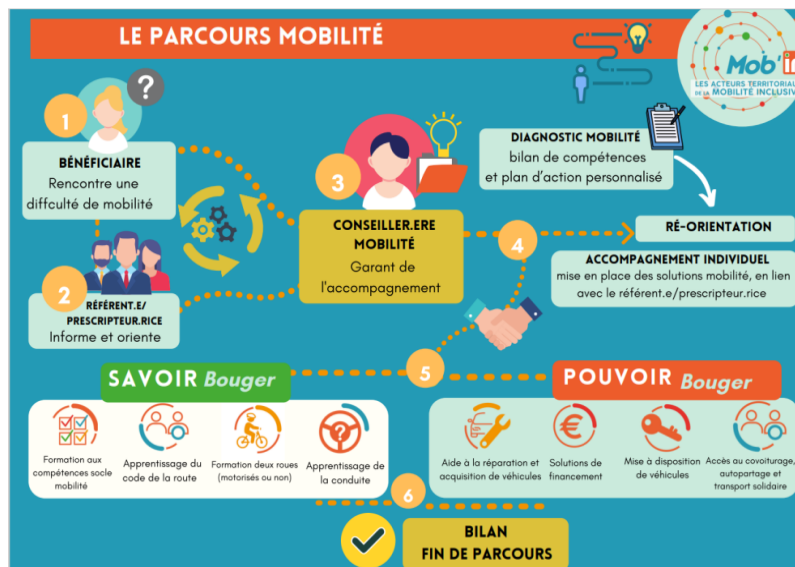 LE PARCOURS MOBILITÉ
Mob'in
LES ACTEURS TERRITORIAU
DE LA MOBILITÉ INCLUSIV
?
1
BÉNÉFICIAIRE
Rencontre une
diffculté de mobilité
2
RÉFÉRENT.E/
PRESCRIPTEUR.RICE
Informe et oriente
3
CONSEILLER.ERE
MOBILITÉ
Garant de
l'accompagnement
DIAGNOSTIC MOBILITÉ
bilan de compétences
et plan d'action personnalisé
4
RÉ-ORIENTATION
ACCOMPAGNEMENT INDIVIDUEL
mise en place des solutions mobilité, en lien
avec le référent.e/prescripteur.rice
5
SAVOIR Bouger
Formation aux
compétences socle
mobilité
Apprentissage du
code de la route
Formation deux roues
(motorisés ou non)
?
Apprentissage de
la conduite
POUVOIR Bouger
Aide à la réparation et
acquisition de véhicules
€
Solutions de
financement
Mise à disposition
de véhicules
Accès au covoiturage,
autopartage et
transport solidaire
6
BILAN
FIN DE PARCOURS